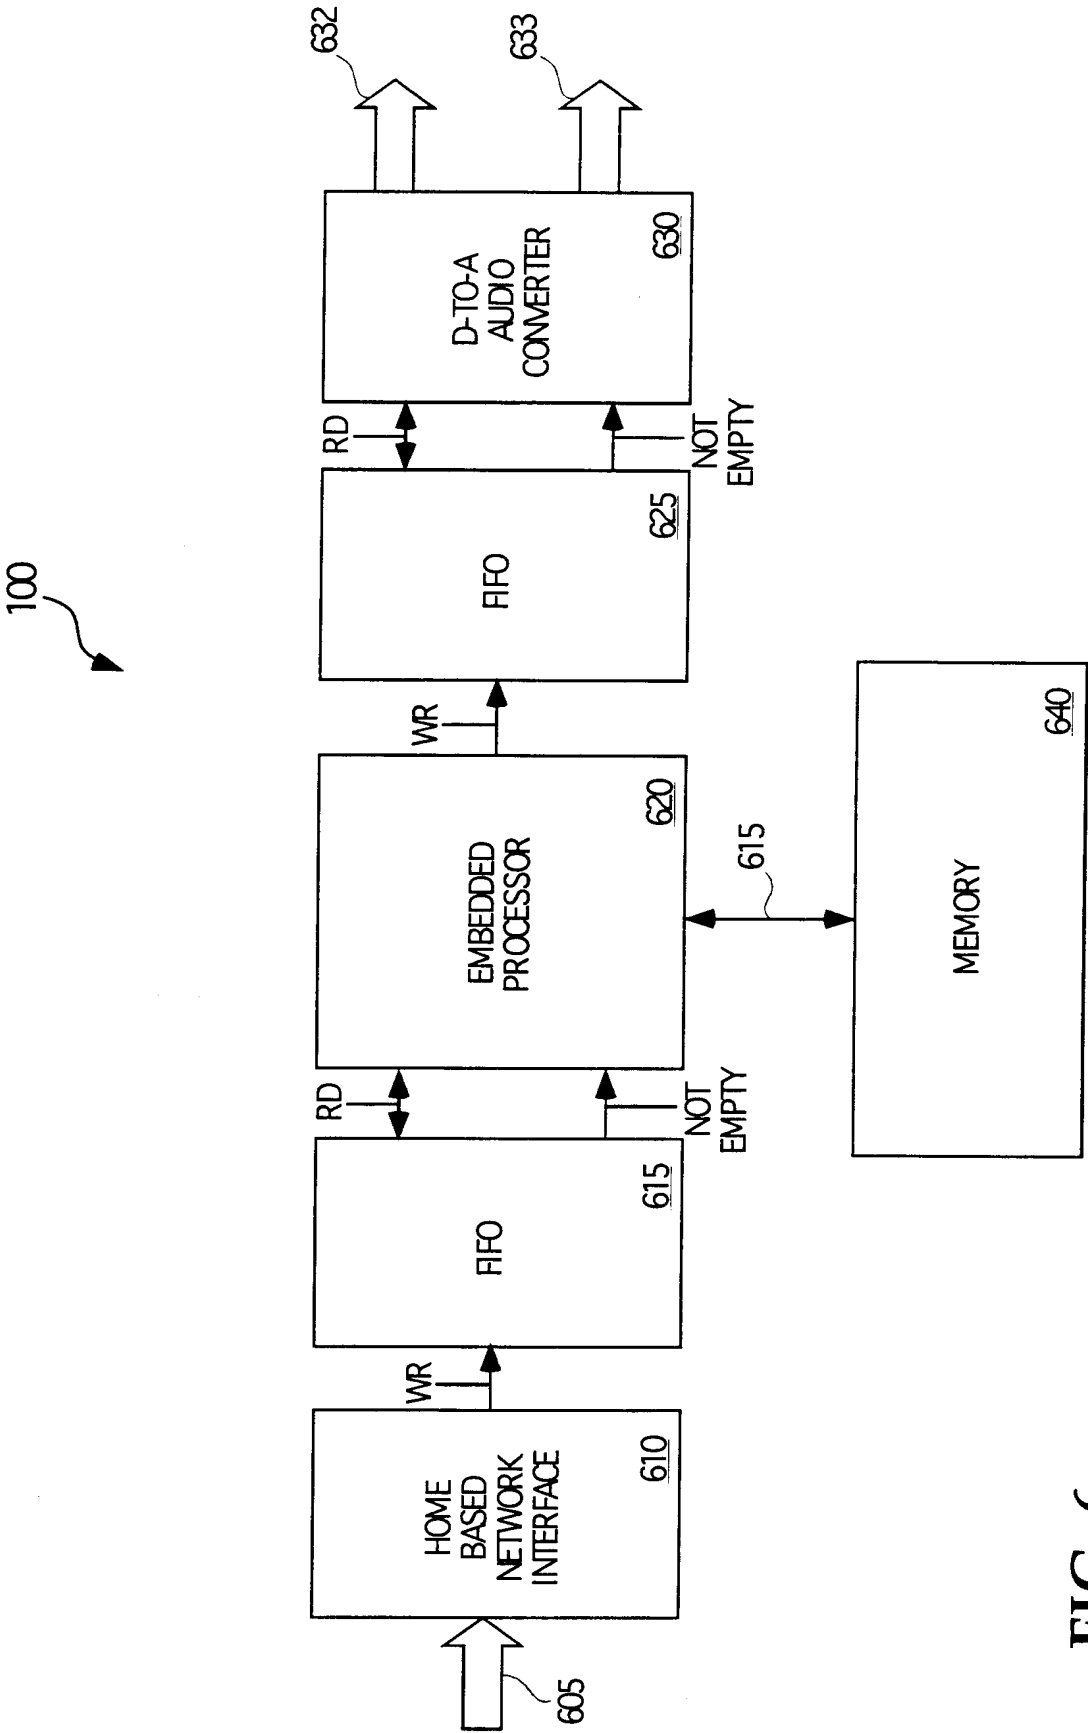 100
605
HOME
BASED
NETWORK
INTERFACE
610
WR
FIFO
615
RD
NOT
EMPTY
EMBEDDED
PROCESSOR
620
WR
FIFO
625
RD
NOT
EMPTY
D-TO-A
AUDIO
CONVERTER
630
632
633
615
MEMORY
640